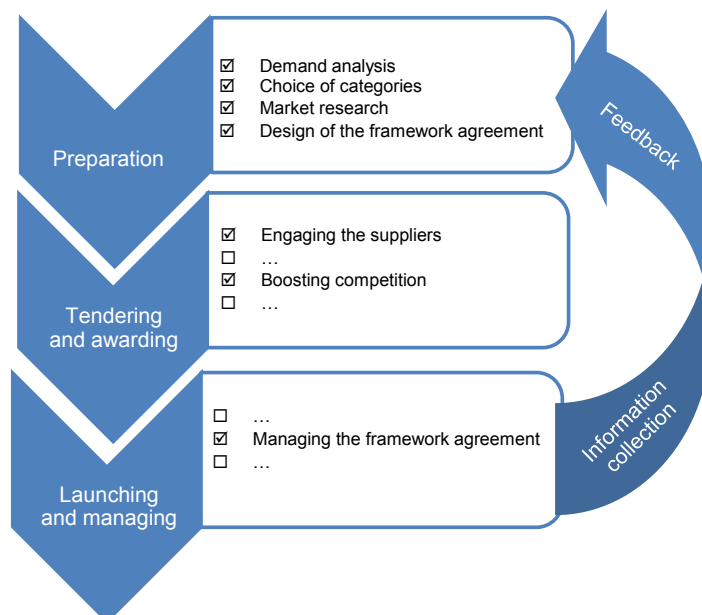 Preparation
☑ Demand analysis
☑ Choice of categories
☑ Market research
☑ Design of the framework agreement
Tendering
and awarding
☑ Engaging the suppliers
☐ …
☑ Boosting competition
☐ …
Launching
and managing
☐ …
☑ Managing the framework agreement
☐ …
Feedback
Information
collection